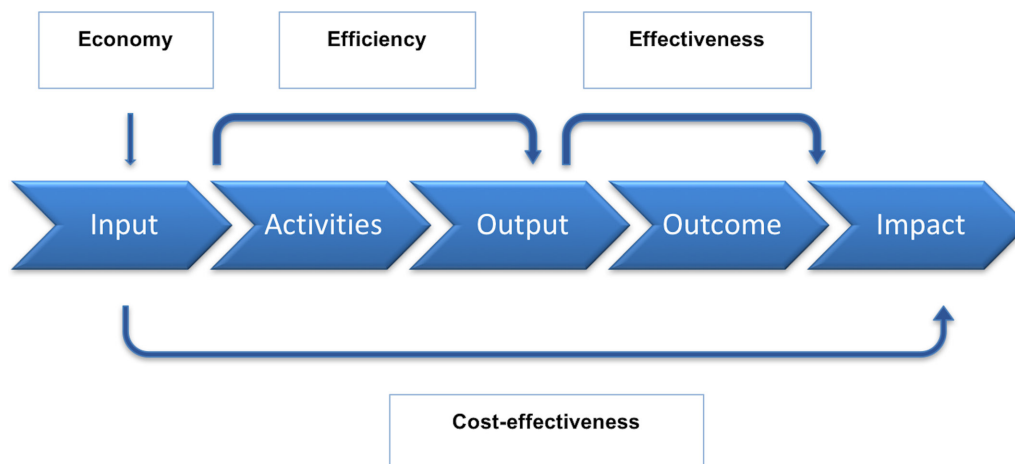 Economy
Efficiency
Effectiveness
Input
Activities
Output
Outcome
Impact
Cost-effectiveness